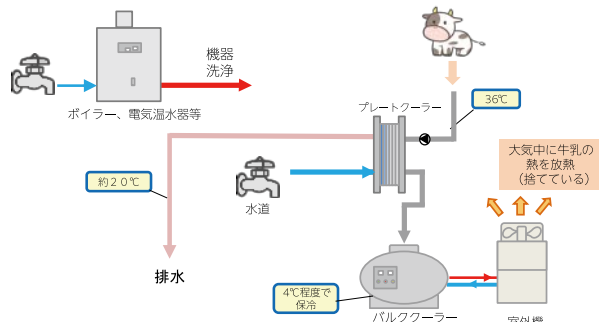 機器
洗浄
ボイラー、電気温水器等
36℃
プレートクーラー
大気中に牛乳の
熱を放熱
（捨てている）
約２０℃
水道
排水
4℃程度で
保冷
バルククーラー
室外機